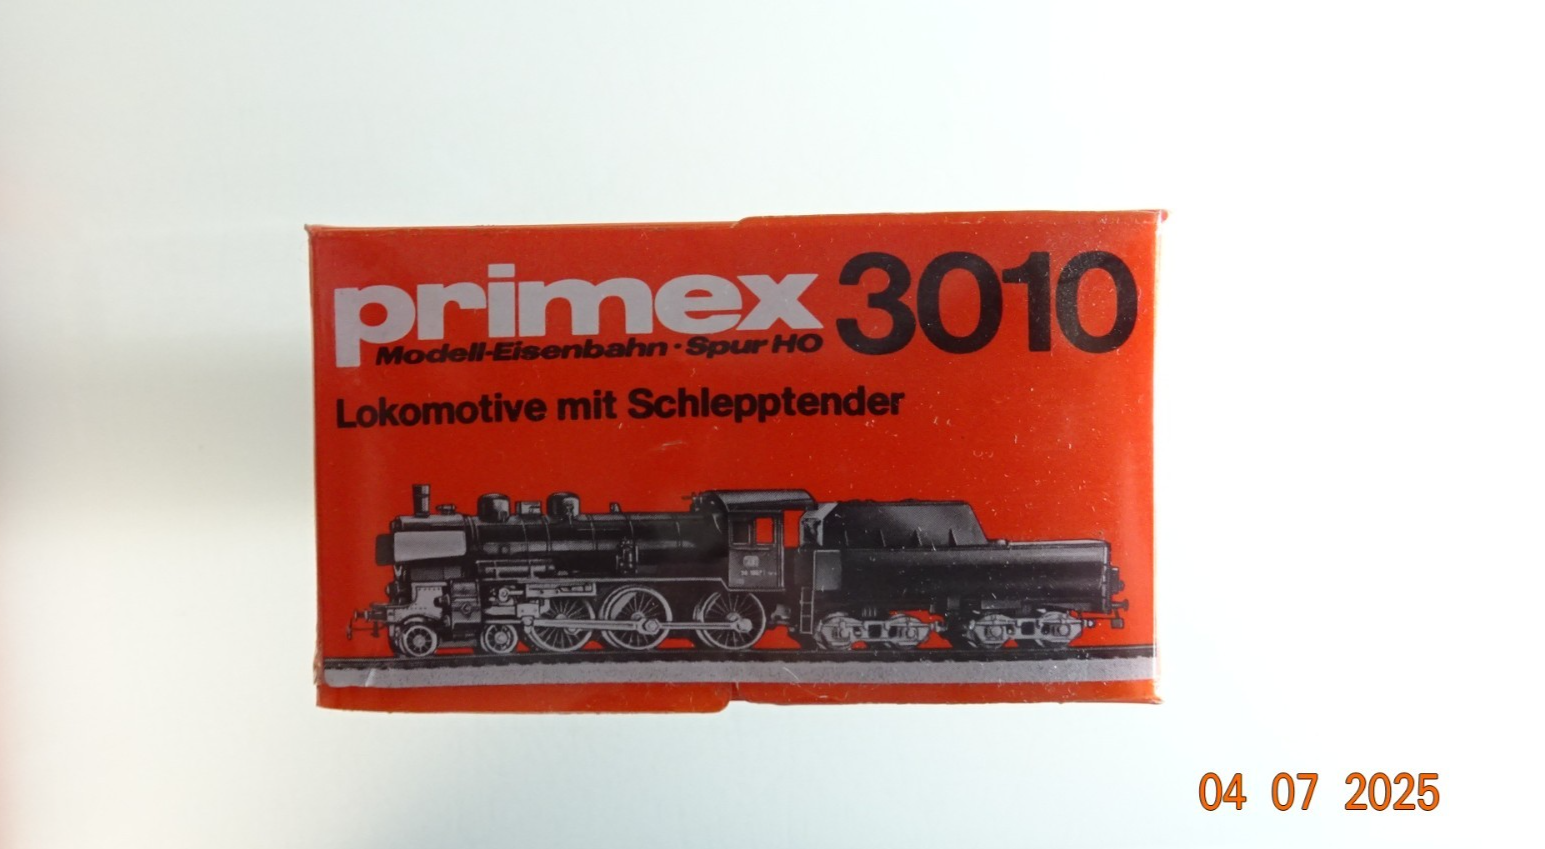 primex 3010
Modell-Eisenbahn · Spur HO
Lokomotive mit Schlepptender
04 07 2025